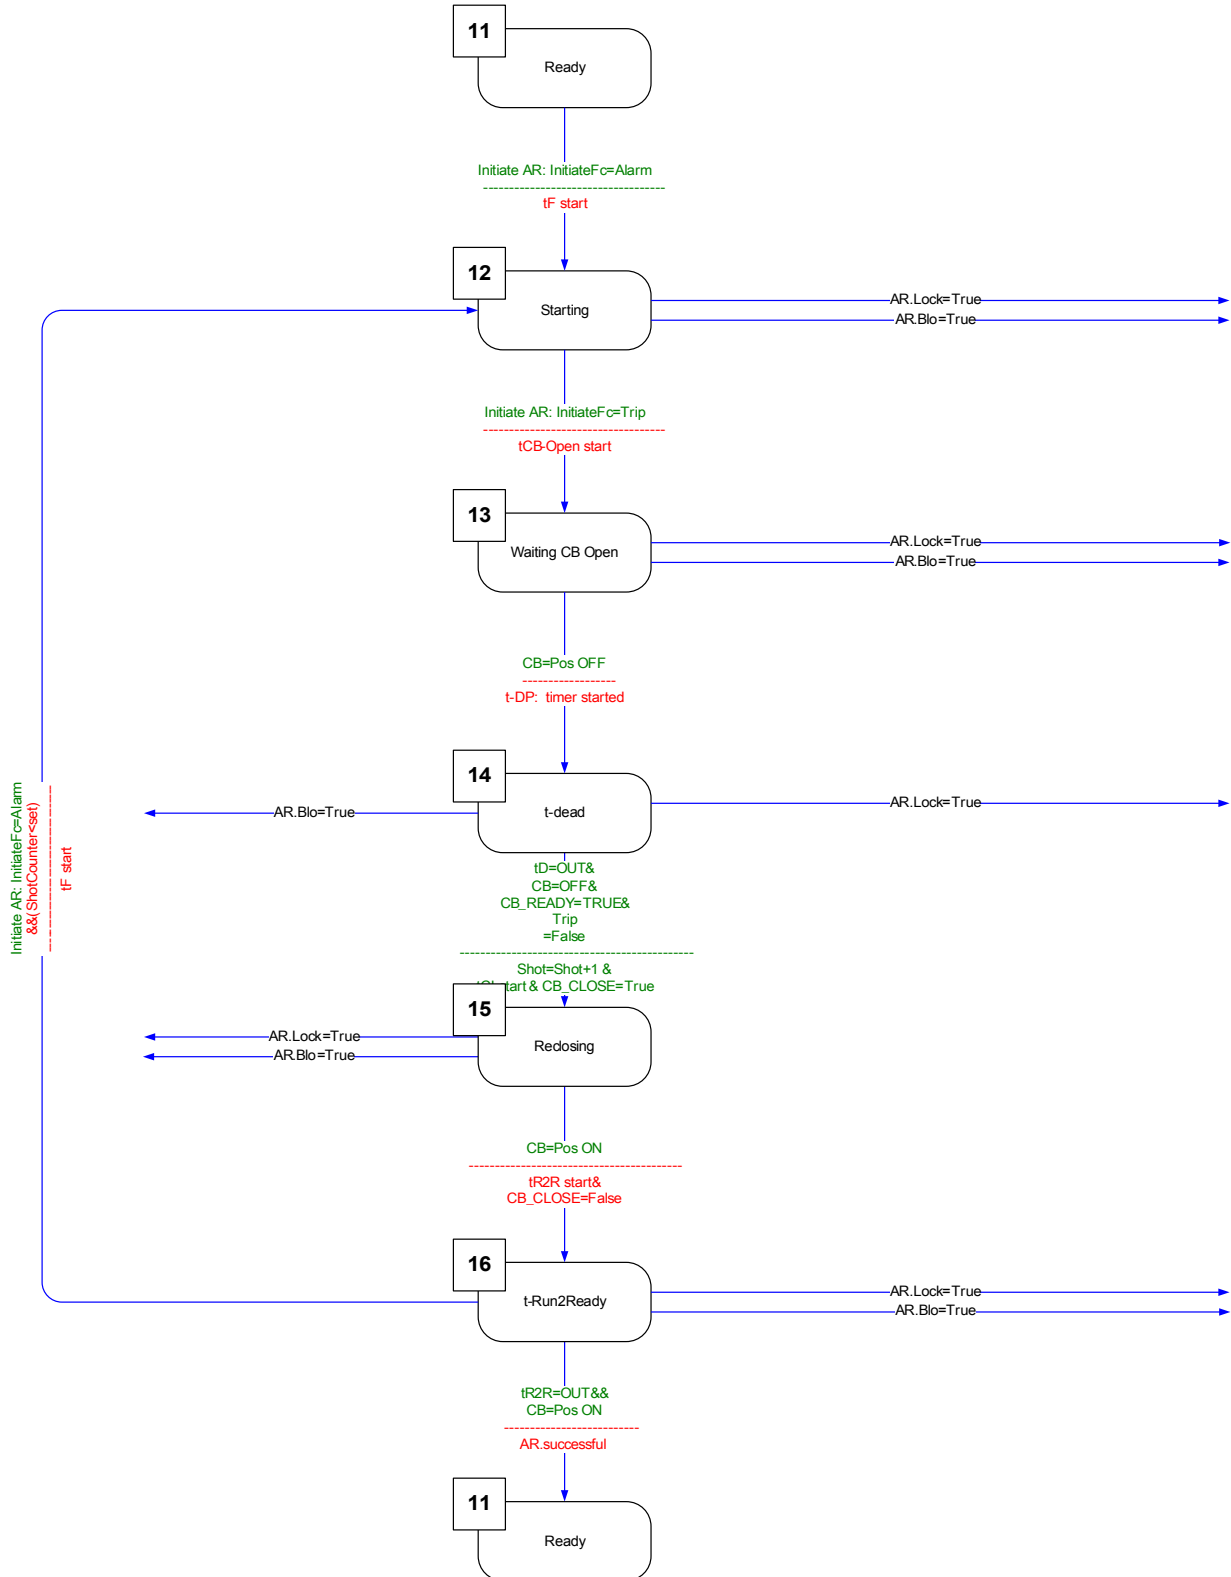 11
Ready
Initiate AR: InitiateFc=Alarm
tF start
12
Starting
AR.Lock=True
AR.Blo=True
Initiate AR: InitiateFc=Trip
tCB-Open start
13
Waiting CB Open
AR.Lock=True
AR.Blo=True
CB=Pos OFF
t-DP: timer started
14
t-dead
AR.Blo=True
AR.Lock=True
Initiate AR: InitiateFc=Alarm
&&(ShotCounter<set)
tF start
tD=OUT&
CB=OFF&
CB_READY=TRUE&
Trip
=False
Shot=Shot+1 &
start & CB_CLOSE=True
15
Reclosing
AR.Lock=True
AR.Blo=True
CB=Pos ON
tR2R start&
CB_CLOSE=False
16
t-Run2Ready
AR.Lock=True
AR.Blo=True
tR2R=OUT&&
CB=Pos ON
AR.successful
11
Ready